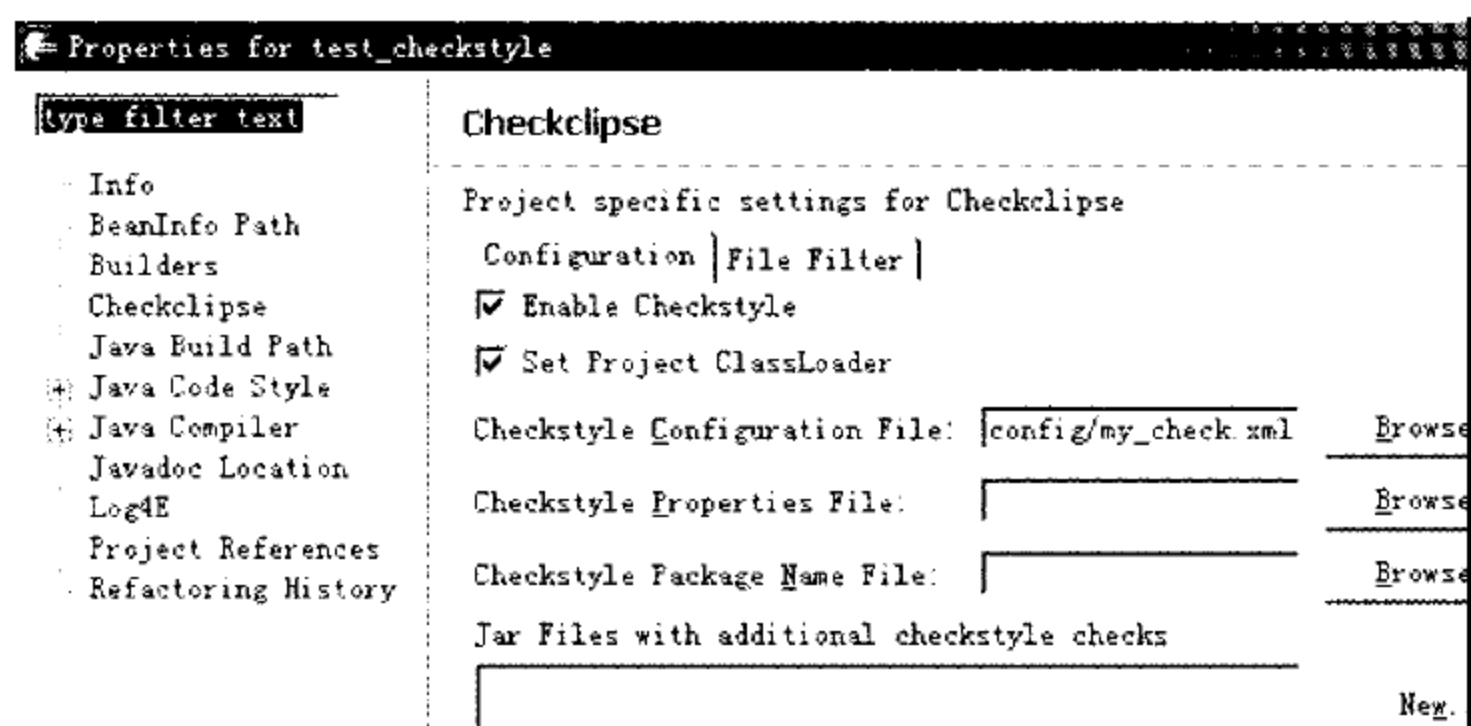 Properties for test_checkstyle
type filter text
Info
BeanInfo Path
Builders
Checkclipse
Java Build Path
Java Code Style
Java Compiler
Javadoc Location
Log4E
Project References
Refactoring History
Checkclipse
Project specific settings for Checkclipse
Configuration File Filter
Enable Checkstyle
Set Project ClassLoader
Checkstyle Configuration File: config/my_check.xml Browse
Checkstyle Properties File: Browse
Checkstyle Package Name File: Browse
Jar Files with additional checkstyle checks
New.